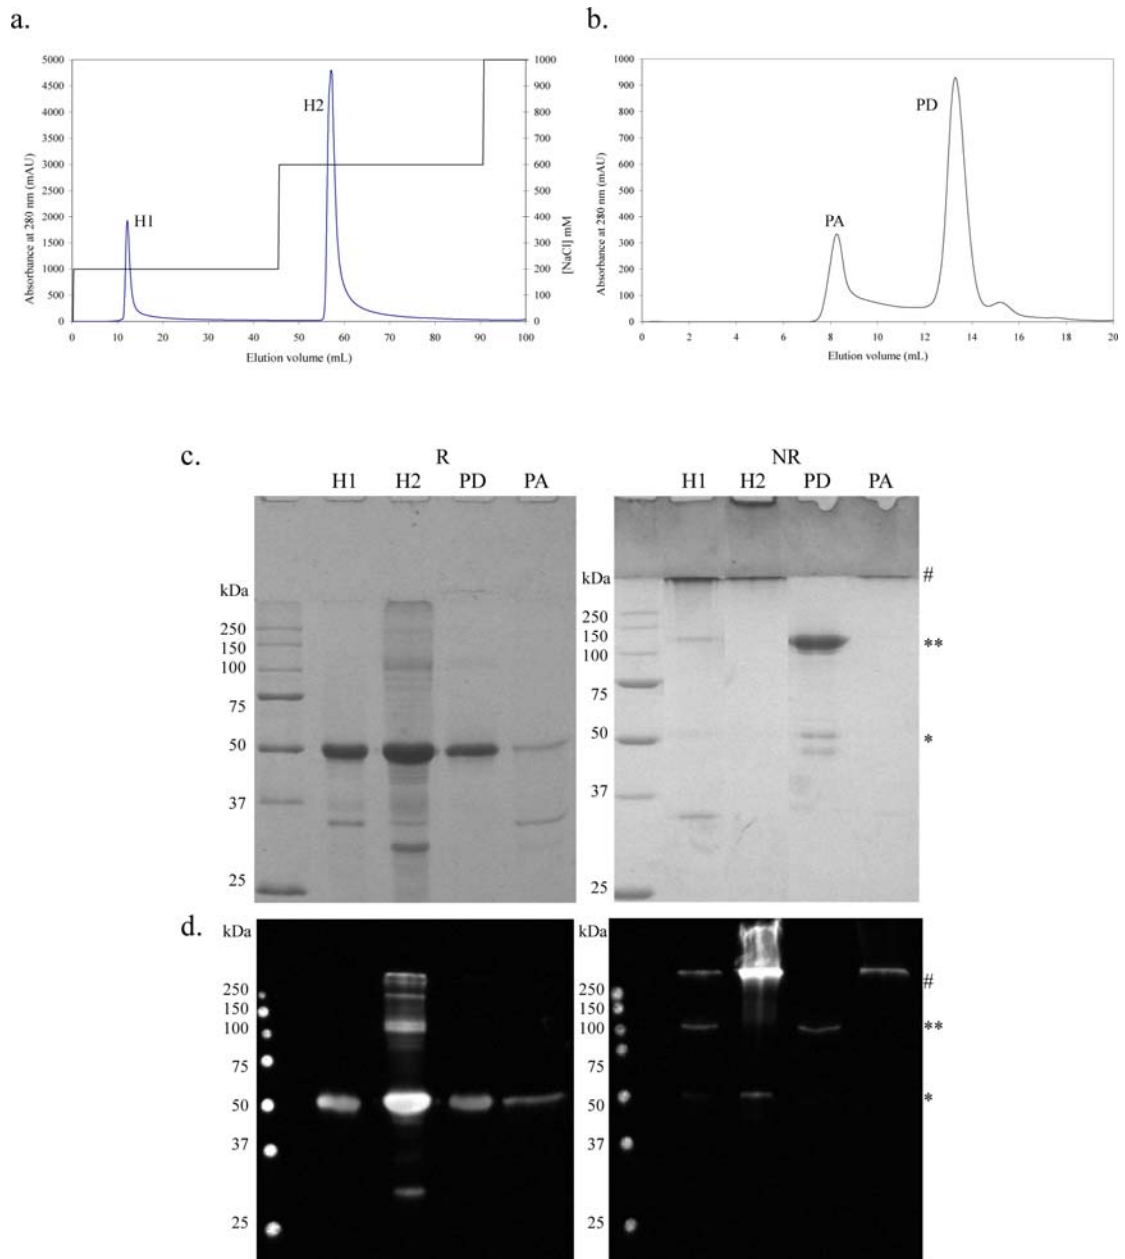 a.
b.
5000
4500
4000
3500
3000
2500
2000
1500
1000
500
0
Absorbance at 280 nm (mAU)
H1
H2
1000
900
800
700
600
500
400
300
200
100
0
[NaCl] mM
0 10 20 30 40 50 60 70 80 90 100
Elution volume (mL)
1000
900
800
700
600
500
400
300
200
100
0
Absorbance at 280 nm (mAU)
PA
PD
0 2 4 6 8 10 12 14 16 18 20
Elution volume (mL)
c.
R
H1 H2 PD PA
kDa
250
150
100
75
50
37
25
NR
H1 H2 PD PA
kDa
250
150
100
75
50
37
25
#
**
*
d.
kDa
250
150
100
75
50
37
25
kDa
250
150
100
75
50
37
25
#
**
*